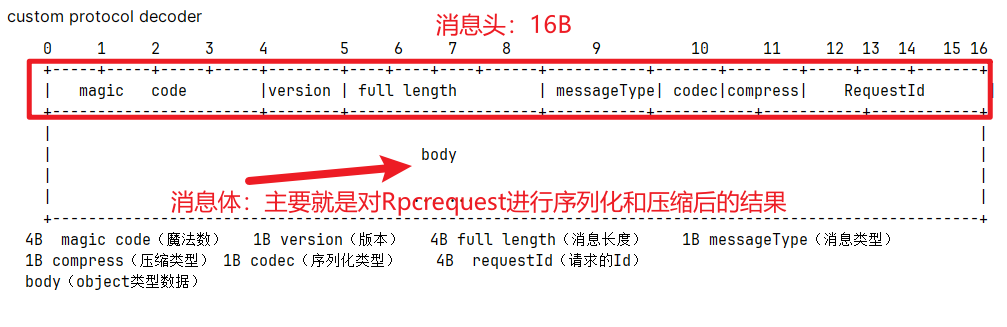 custom protocol decoder
消息头：16B
0 1 2 3 4 5 6 7 8 9 10 11 12 13 14 15 16
+-----+-----+-----+-----+--------+----+----+----+------+-----------+-------+----- --+-----+-----+-------+
| magic code |version | full length | messageType| codec|compress| RequestId |
+-----------------------+--------+---------------------+-----------+-----------+-----------+------------+
| |
| body |
| |
| 消息体：主要就是对Rpcrequest进行序列化和压缩后的结果 |
+-------------------------------------------------------------------------------------------------------+
4B magic code（魔法数） 1B version（版本） 4B full length（消息长度） 1B messageType（消息类型）
1B compress（压缩类型） 1B codec（序列化类型） 4B requestId（请求的Id）
body（object类型数据）